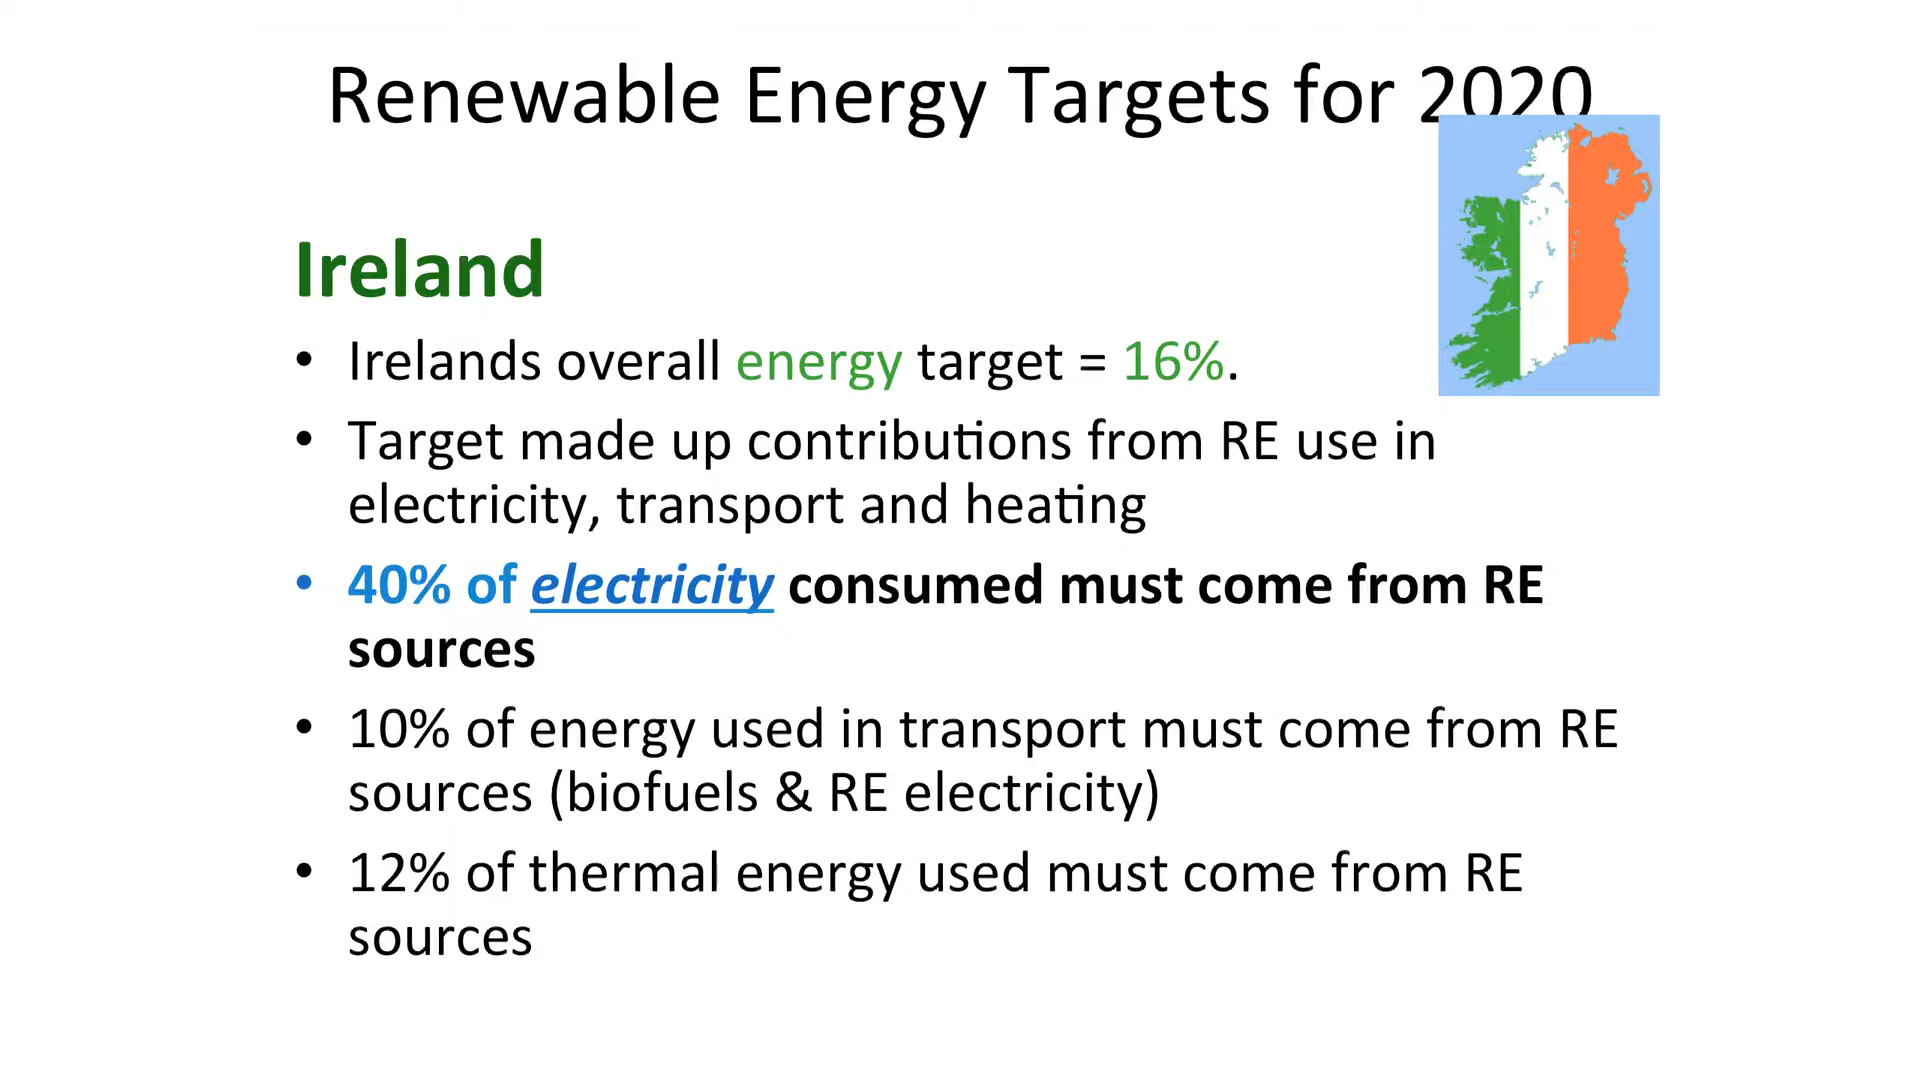 Renewable Energy Targets for 2020
Ireland
• Irelands overall energy target = 16%.
• Target made up contributions from RE use in
electricity, transport and heating
• 40% of electricity consumed must come from RE
sources
• 10% of energy used in transport must come from RE
sources (biofuels & RE electricity)
• 12% of thermal energy used must come from RE
sources